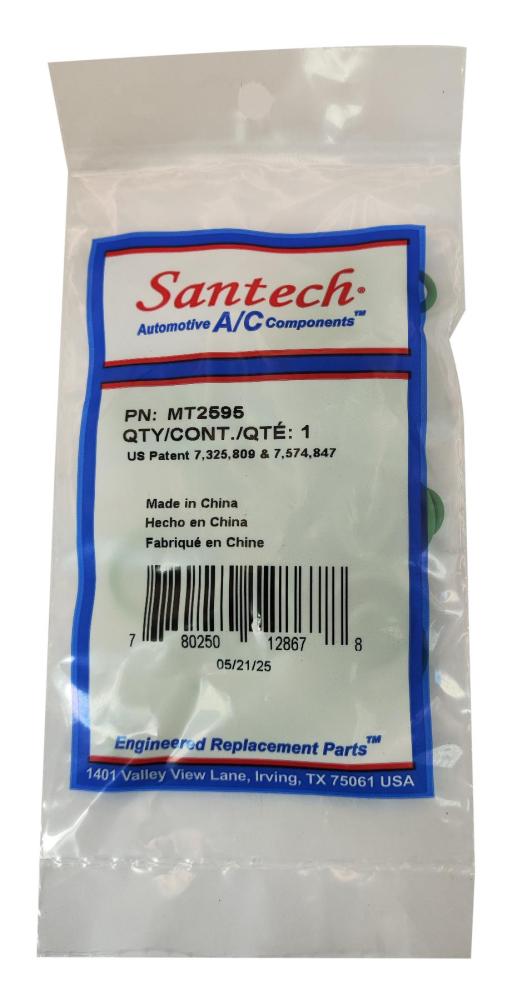 Santech®
Automotive A/C Components™
PN: MT2595
QTY/CONT./QTÉ: 1
US Patent 7,325,809 & 7,574,847
Made in China
Hecho en China
Fabriqué en Chine
7 80250 12867 8
05/21/25
Engineered Replacement Parts™
1401 Valley View Lane, Irving, TX 75061 USA